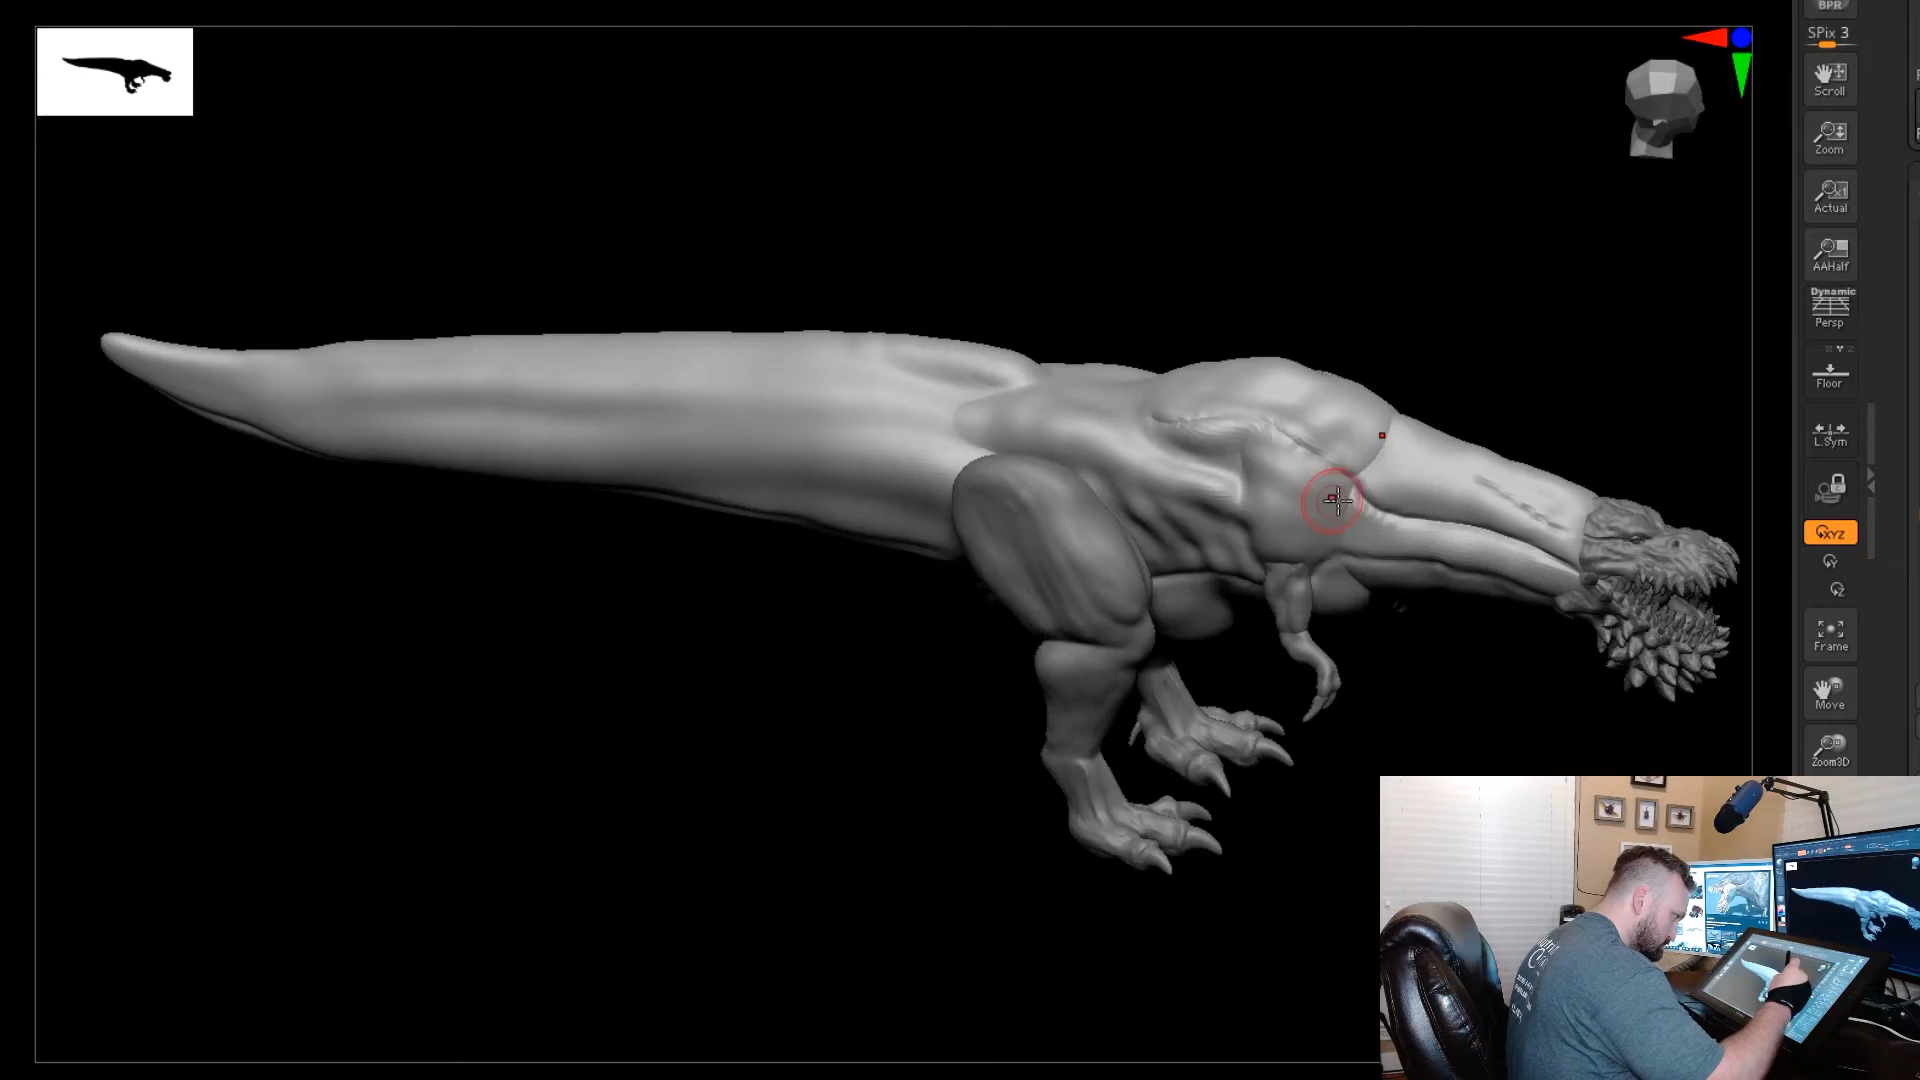 BPR
SPix 3
Scroll
Zoom
Actual
AAHalf
Dynamic
Persp
Floor
L.Sym
XYZ
Y
Z
Frame
Move
Zoom3D